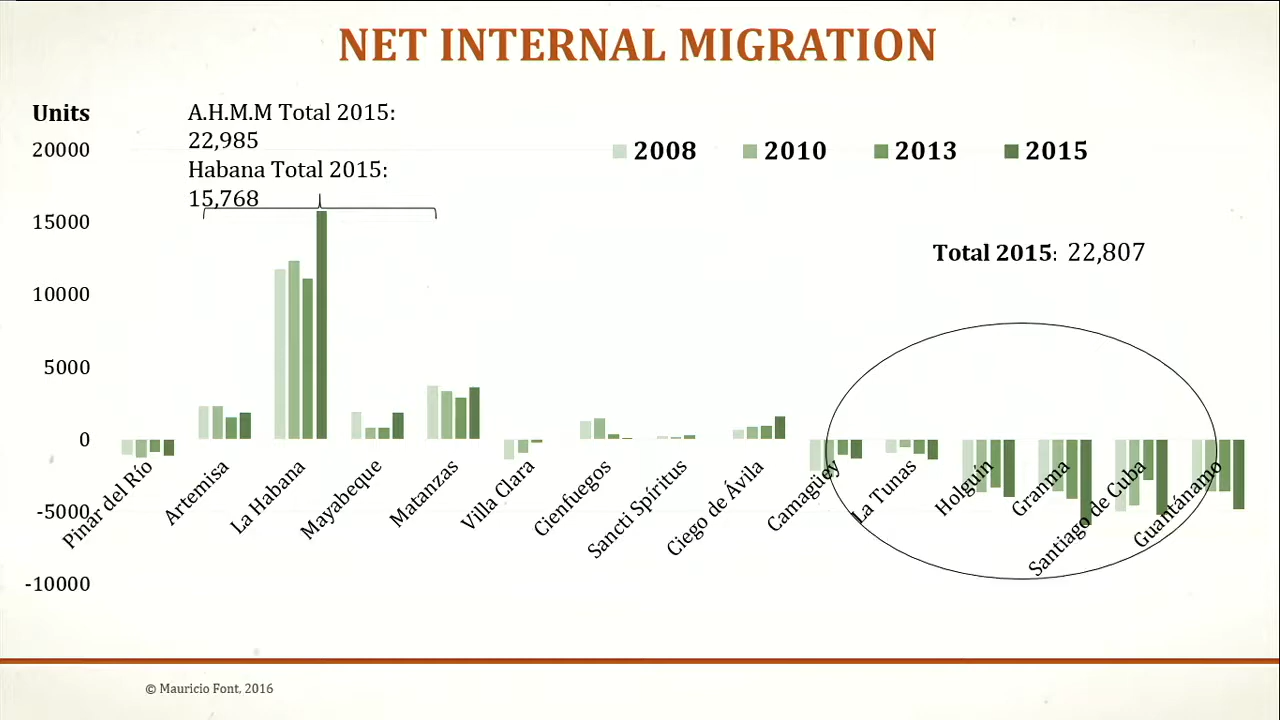 NET INTERNAL MIGRATION
Units
A.H.M.M Total 2015:
22,985
Habana Total 2015:
15,768
2008 2010 2013 2015
Total 2015: 22,807
20000
15000
10000
5000
0
-5000
-10000
Pinar del Río
Artemisa
La Habana
Mayabeque
Matanzas
Villa Clara
Cienfuegos
Sancti Spíritus
Ciego de Ávila
Camagüey
La Tunas
Holguín
Granma
Santiago de Cuba
Guantánamo
© Mauricio Font, 2016